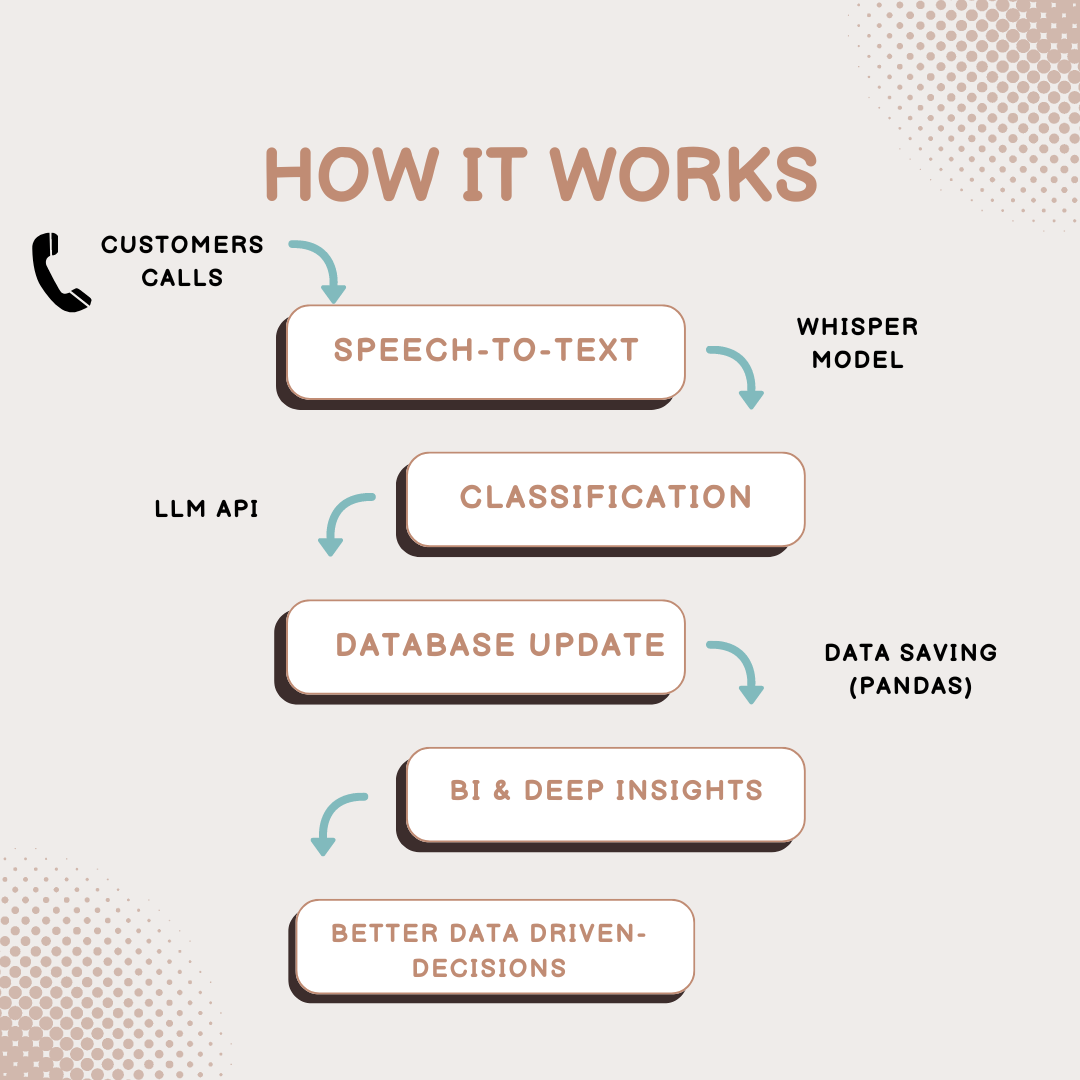 HOW IT WORKS
CUSTOMERS
CALLS
SPEECH-TO-TEXT
WHISPER
MODEL
CLASSIFICATION
LLM API
DATABASE UPDATE
DATA SAVING
(PANDAS)
BI & DEEP INSIGHTS
BETTER DATA DRIVEN-
DECISIONS